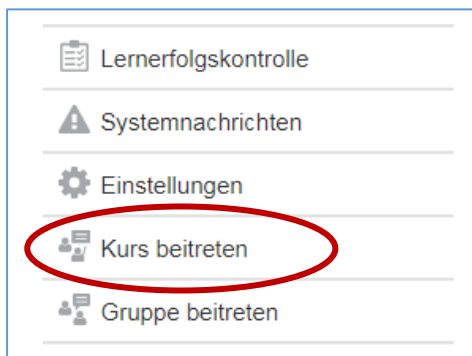 Lernerfolgskontrolle
Systemnachrichten
Einstellungen
Kurs beitreten
Gruppe beitreten